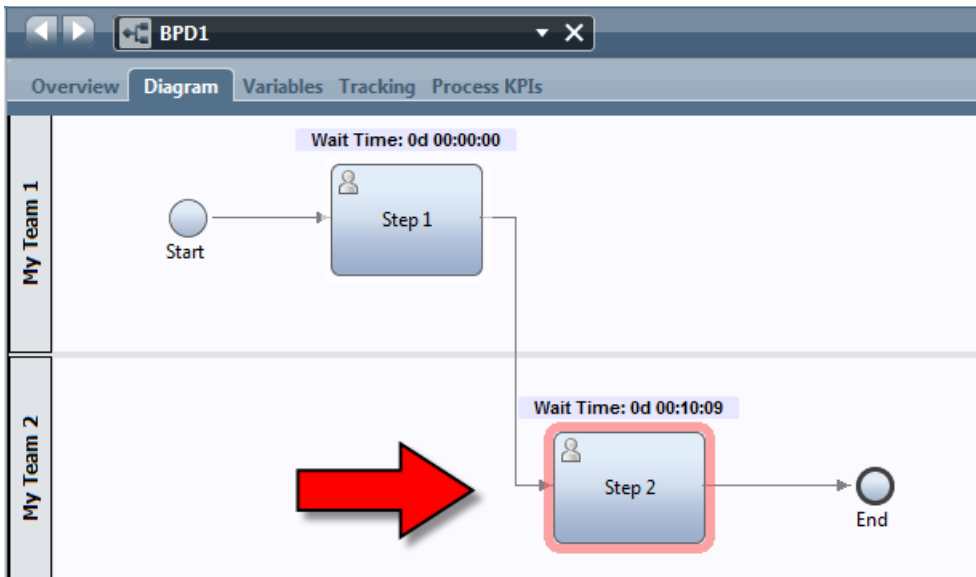 BPD1
Overview Diagram Variables Tracking Process KPIs
My Team 1
Wait Time: 0d 00:00:00
Start
Step 1
My Team 2
Wait Time: 0d 00:10:09
Step 2
End